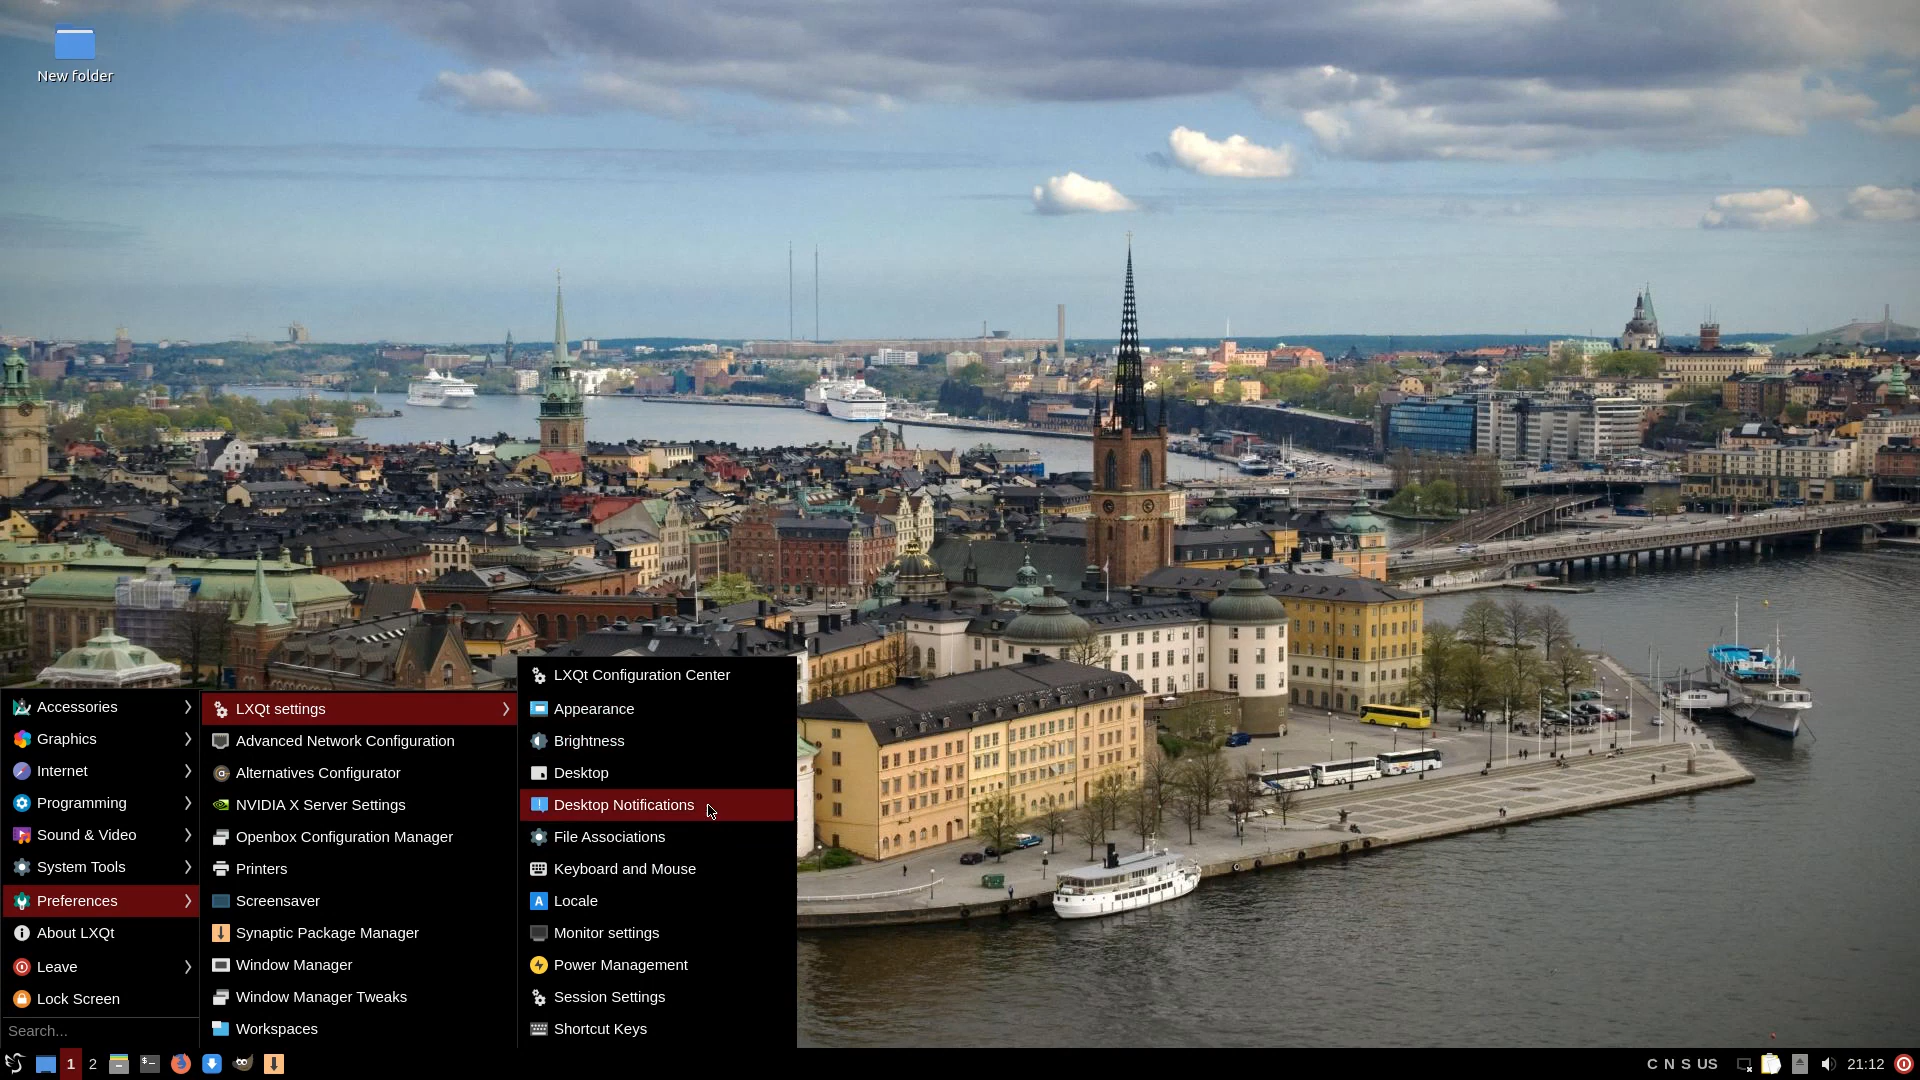 New folder
Accessories
Graphics
Internet
Programming
Sound & Video
System Tools
Preferences
About LXQt
Leave
Lock Screen
Search...
LXQt settings
Advanced Network Configuration
Alternatives Configurator
NVIDIA X Server Settings
Openbox Configuration Manager
Printers
Screensaver
Synaptic Package Manager
Window Manager
Window Manager Tweaks
Workspaces
LXQt Configuration Center
Appearance
Brightness
Desktop
Desktop Notifications
File Associations
Keyboard and Mouse
Locale
Monitor settings
Power Management
Session Settings
Shortcut Keys
1 2 C N S US 21:12